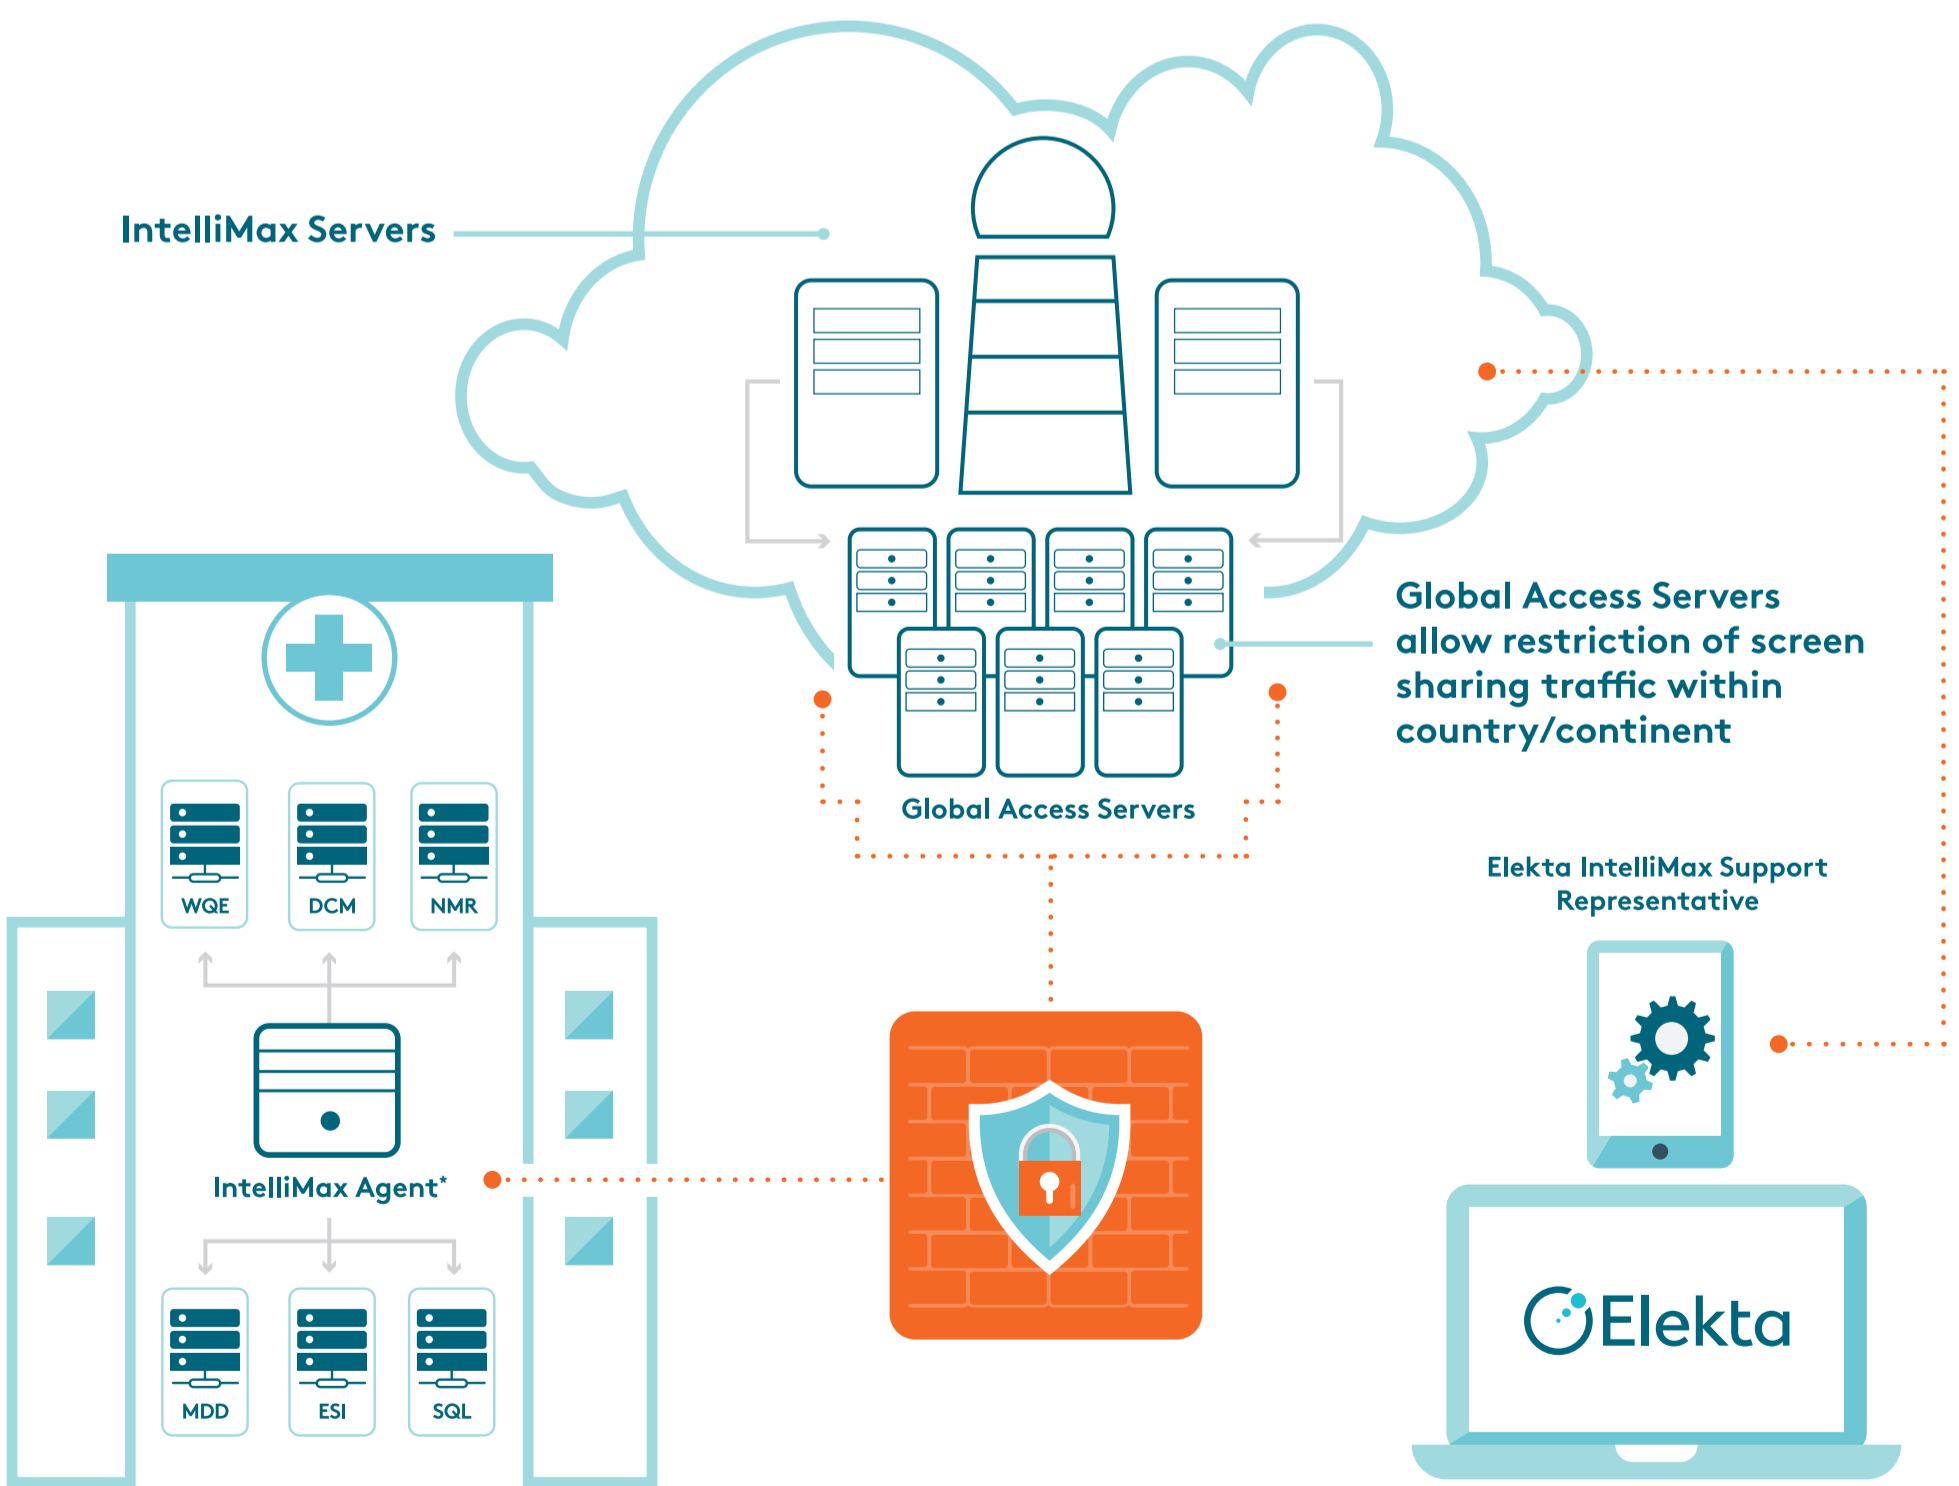 IntelliMax Servers
Global Access Servers
allow restriction of screen
sharing traffic within
country/continent
Global Access Servers
Elekta IntelliMax Support
Representative
WQE
DCM
NMR
IntelliMax Agent*
MDD
ESI
SQL
Elekta